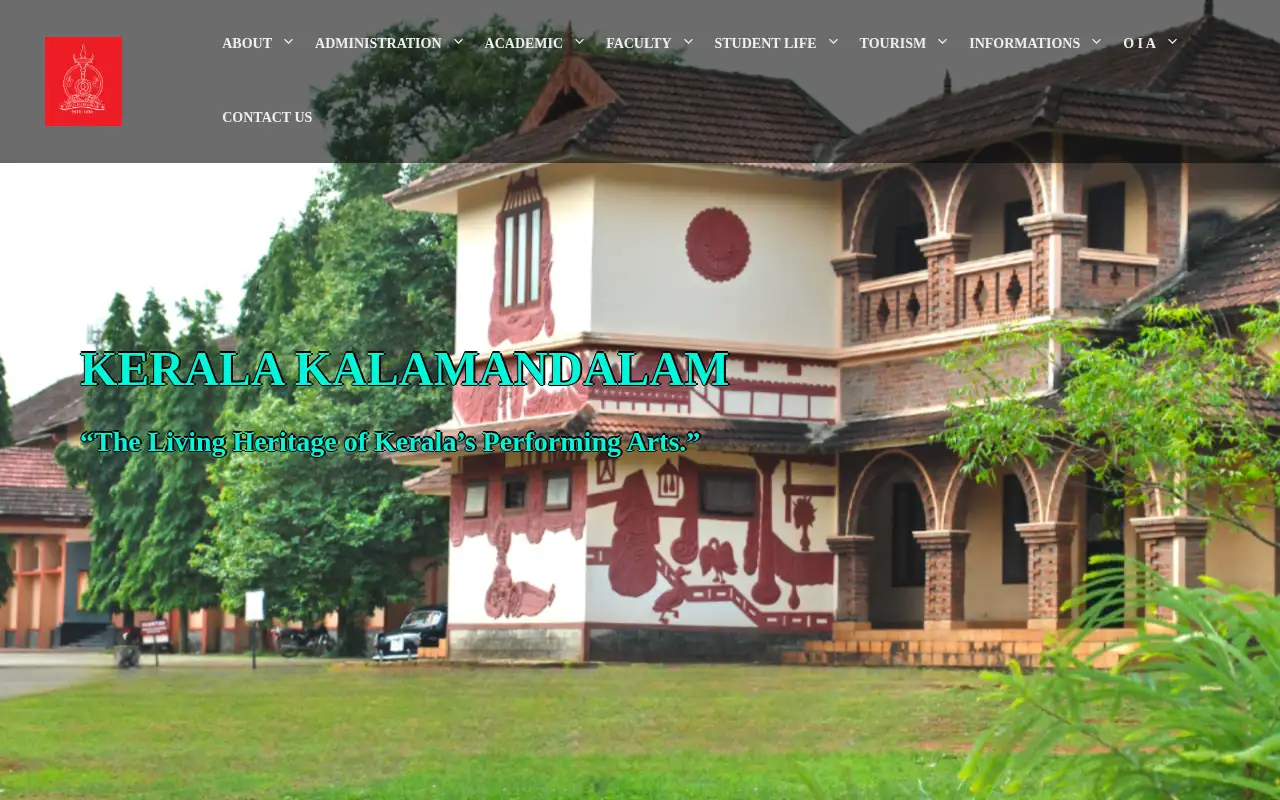 ABOUT ADMINISTRATION ACADEMIC FACULTY STUDENT LIFE TOURISM INFORMATIONS O I A
CONTACT US
KERALA KALAMANDALAM
“The Living Heritage of Kerala’s Performing Arts.”